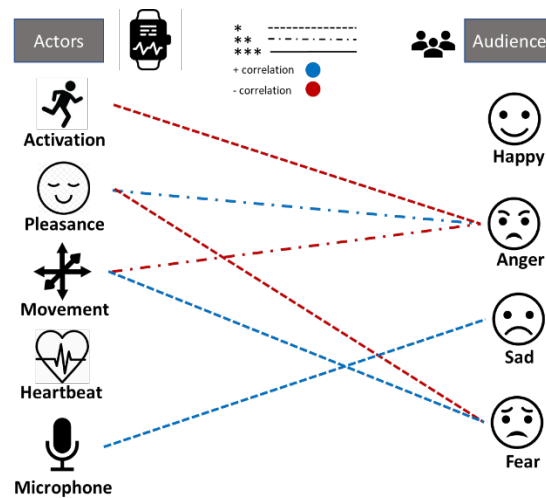 Actors
*
**
***
+ correlation
- correlation
Audience
Activation
Happy
Pleasance
Anger
Movement
Sad
Heartbeat
Fear
Microphone